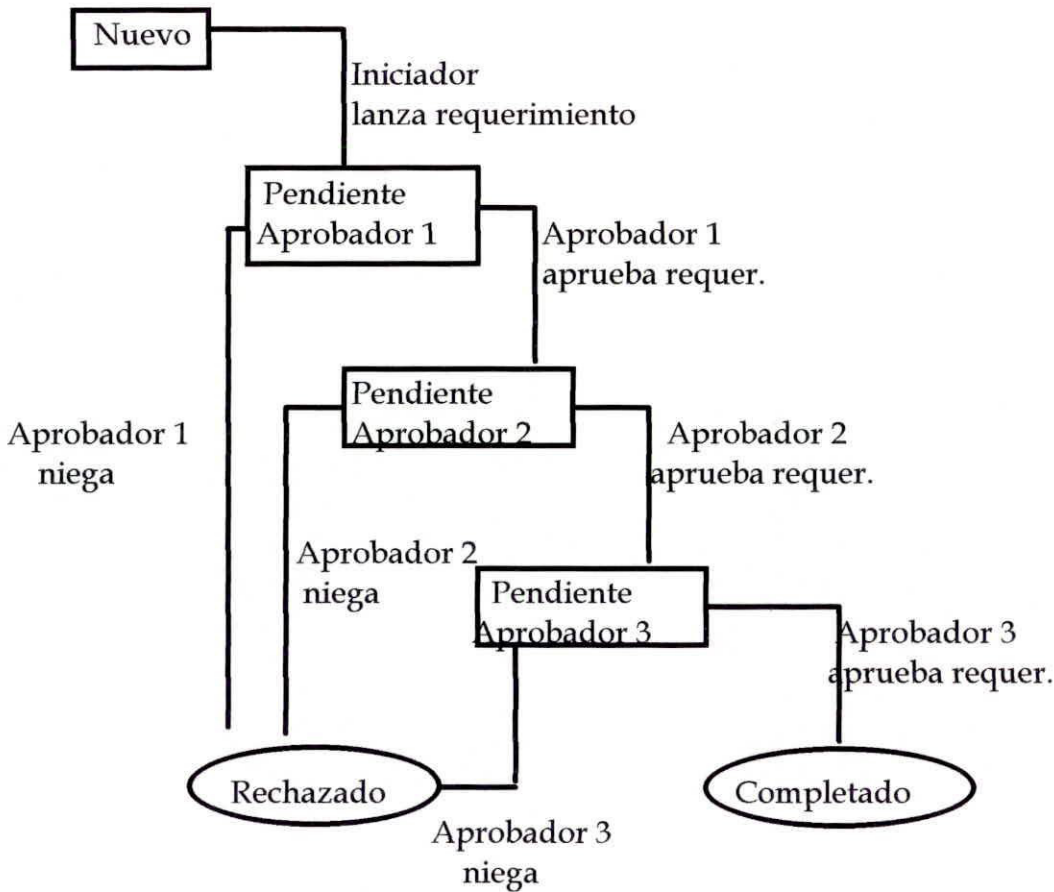 Nuevo
Iniciador
lanza requerimiento
Pendiente
Aprobador 1
Aprobador 1
aprueba requer.
Pendiente
Aprobador 2
Aprobador 1
niega
Aprobador 2
aprueba requer.
Aprobador 2
niega
Pendiente
Aprobador 3
Aprobador 3
aprueba requer.
Rechazado
Completado
Aprobador 3
niega